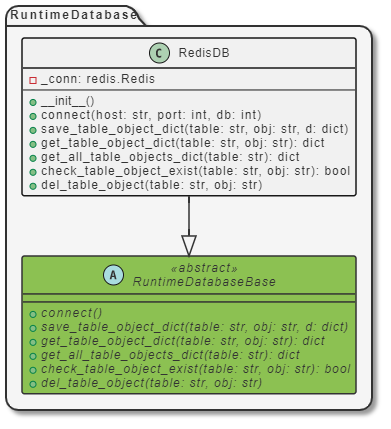 RuntimeDatabase
C RedisDB
_conn: redis.Redis
__init__()
connect(host: str, port: int, db: int)
save_table_object_dict(table: str, obj: str, d: dict)
get_table_object_dict(table: str, obj: str): dict
get_all_table_objects_dict(table: str): dict
check_table_object_exist(table: str, obj: str): bool
del_table_object(table: str, obj: str)
A «abstract»
RuntimeDatabaseBase
connect()
save_table_object_dict(table: str, obj: str, d: dict)
get_table_object_dict(table: str, obj: str): dict
get_all_table_objects_dict(table: str): dict
check_table_object_exist(table: str, obj: str): bool
del_table_object(table: str, obj: str)